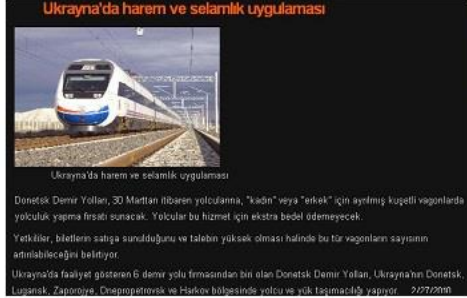 Ukrayna'da harem ve selamlık uygulaması
Ukrayna'da harem ve selamlık uygulaması
Donetsk Demir Yolları, 30 Marttan itibaren yolcularına, "kadın" veya "erkek" için ayrılmış kuşetli vagonlarda
yolculuk yapma fırsatı sunacak. Yolcular bu hizmet için ekstra bedel ödemeyecek.
Yetkililer, biletlerin satışa sunulduğunu ve talebin yüksek olması halinde bu tür vagonların sayısının
artırılabileceğini belirtiyor.
Ukrayna'da faaliyet gösteren 6 demir yolu firmasından biri olan Donetsk Demir Yolları, Ukrayna'nın Donetsk,
Lugansk, Zaporojye, Dnepropetrovsk ve Harkov bölgesinde yolcu ve yük taşımacılığı yapıyor. 2/27/2010